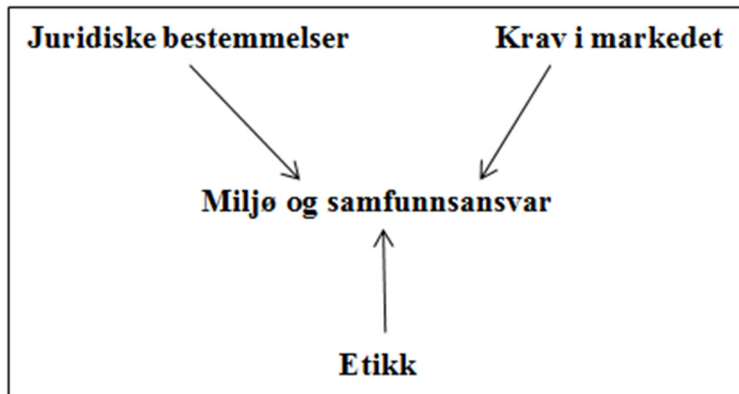 Juridiske bestemmelser
Krav i markedet
Miljø og samfunnsansvar
Etikk